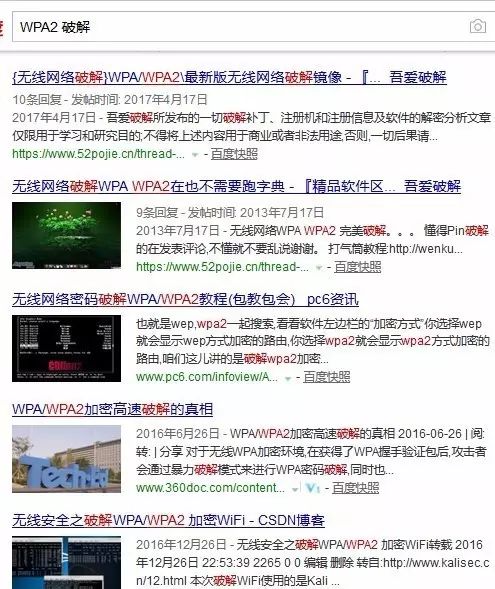 WPA2 破解
{无线网络破解}WPA/WPA2\最新版无线网络破解镜像 - 『... 吾爱破解
10条回复 - 发帖时间: 2017年4月17日
2017年4月17日 - 吾爱破解所发布的一切破解补丁、注册机和注册信息及软件的解密分析文章
仅限用于学习和研究目的;不得将上述内容用于商业或者非法用途,否则,一切后果请...
https://www.52pojie.cn/thread-... - 百度快照
无线网络破解WPA WPA2在也不需要跑字典 - 『精品软件区... 吾爱破解
9条回复 - 发帖时间: 2013年7月17日
2013年7月17日 - 无线网络WPA WPA2 完美破解。。。 懂得Pin破解
的在发表评论,不懂就不要乱说谢谢。 打气筒教程:http://wenku...
https://www.52pojie.cn/thread-... - 百度快照
无线网络密码破解WPA/WPA2教程(包教包会) pc6资讯
也就是wep,wpa2一起搜索,看看软件左边栏的“加密方式”你选择wep
就会显示wep方式加密的路由,你选择wpa2就会显示wpa2方式加密的
的路由,咱们这儿讲的是破解wpa2加密...
www.pc6.com/infoview/A... - 百度快照
WPA/WPA2加密高速破解的真相
2016年6月26日 - WPA/WPA2加密高速破解的真相 2016-06-26 | 阅:
转: | 分享 对于无线WPA加密环境,在获得了WPA握手验证包后,攻击者
会通过暴力破解模式来进行WPA密码破解,同时也...
www.360doc.com/content... - 百度快照
无线安全之破解WPA/WPA2 加密WiFi - CSDN博客
2016年12月26日 - 无线安全之破解WPA/WPA2 加密WiFi转载 2016
年12月26日 22:53:39 2265 0 0 编辑 删除 转自:http://www.kalisec.c
n/12.html 本次破解WiFi使用的是Kali ...